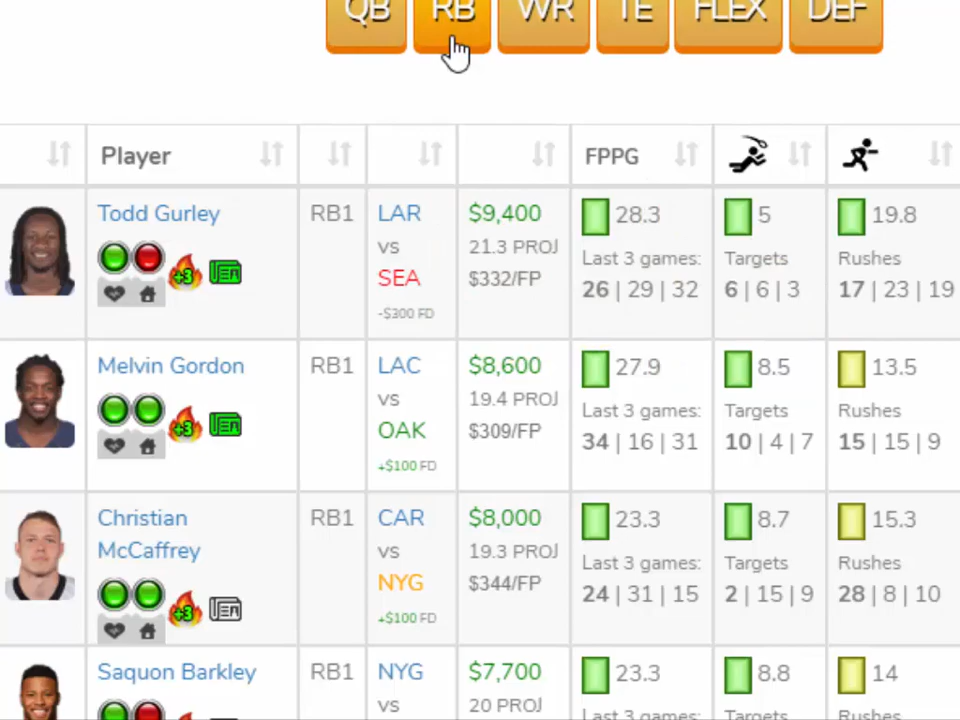 QB RB WR TE FLEX DEF
Player FPPG
Todd Gurley RB1 LAR $9,400 28.3 5 19.8
vs 21.3 PROJ Last 3 games: Targets Rushes
SEA $332/FP 26 | 29 | 32 6 | 6 | 3 17 | 23 | 19
+3
-$300 FD
Melvin Gordon RB1 LAC $8,600 27.9 8.5 13.5
vs 19.4 PROJ Last 3 games: Targets Rushes
OAK $309/FP 34 | 16 | 31 10 | 4 | 7 15 | 15 | 9
+3
+$100 FD
Christian RB1 CAR $8,000 23.3 8.7 15.3
McCaffrey vs 19.3 PROJ Last 3 games: Targets Rushes
NYG $344/FP 24 | 31 | 15 2 | 15 | 9 28 | 8 | 10
+3
+$100 FD
Saquon Barkley RB1 NYG $7,700 23.3 8.8 14
vs 20 PROJ Last 3 games: Targets Rushes